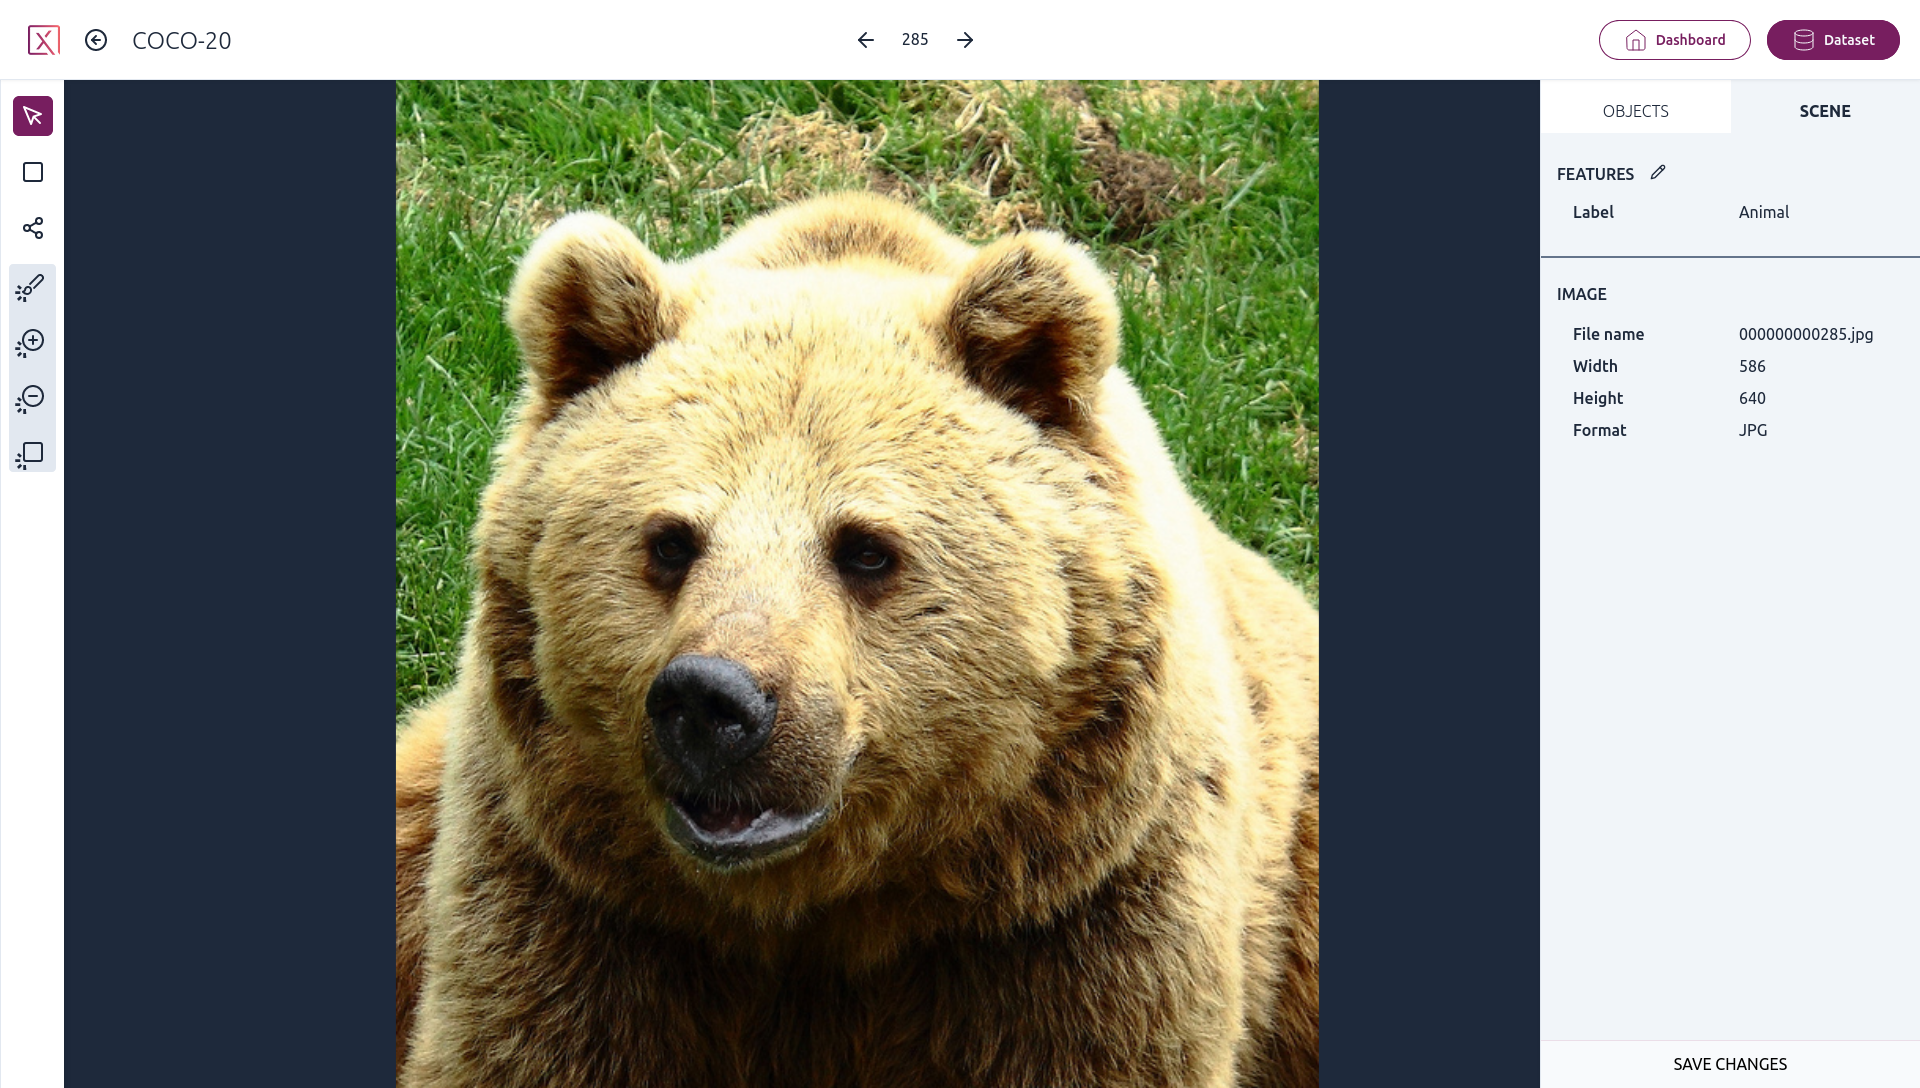 COCO-20
285
Dashboard
Dataset
OBJECTS
SCENE
FEATURES
Label Animal
IMAGE
File name 000000000285.jpg
Width 586
Height 640
Format JPG
SAVE CHANGES